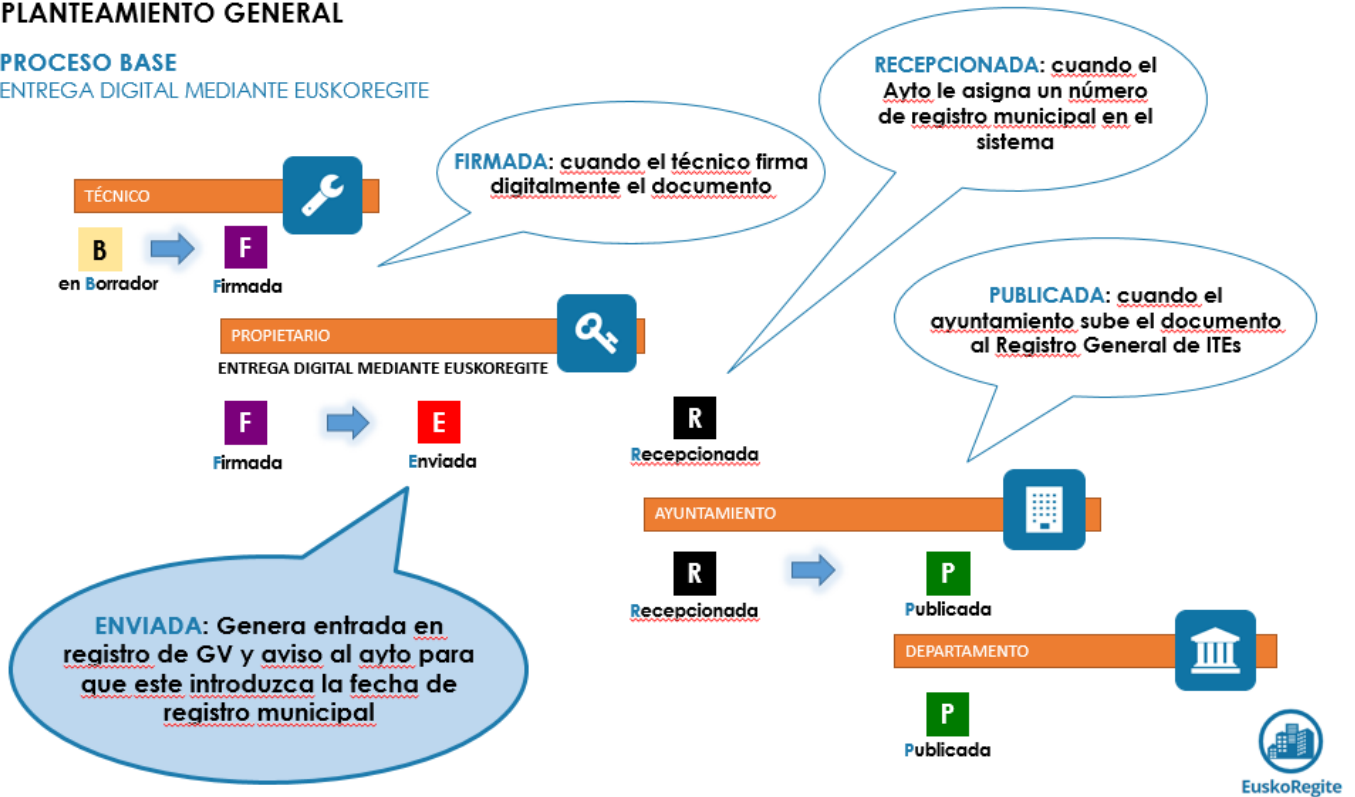 PLANTEAMIENTO GENERAL
PROCESO BASE
ENTREGA DIGITAL MEDIANTE EUSKOREGITE
RECEPCIONADA: cuando el
Ayto le asigna un número
de registro municipal en el
sistema
FIRMADA: cuando el técnico firma
digitalmente el documento
TÉCNICO
B
F
en Borrador
Firmada
PUBLICADA: cuando el
ayuntamiento sube el documento
al Registro General de ITEs
PROPIETARIO
ENTREGA DIGITAL MEDIANTE EUSKOREGITE
F
E
R
Firmada
Enviada
Recepcionada
AYUNTAMIENTO
R
P
Recepcionada
Publicada
ENVIADA: Genera entrada en
registro de GV y aviso al ayto para
que este introduzca la fecha de
registro municipal
DEPARTAMENTO
P
Publicada
EuskoRegite